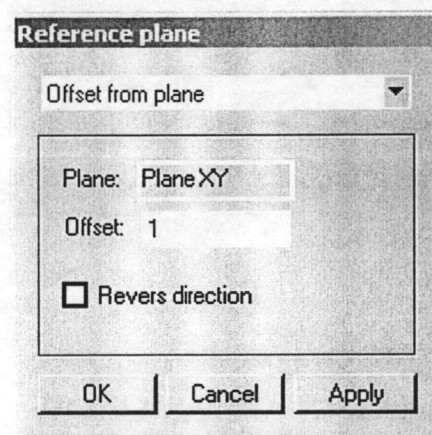 Reference plane
Offset from plane
Plane: Plane XY
Offset: 1
Revers direction
OK Cancel Apply